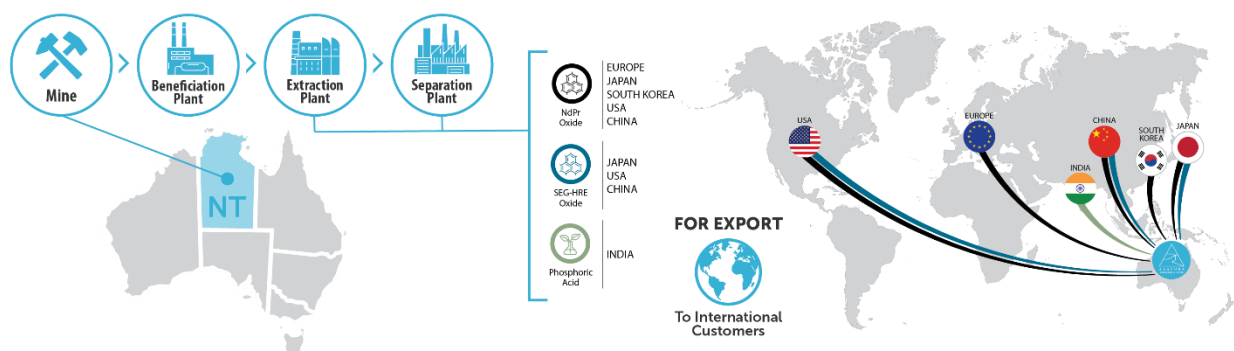 Mine
Beneficiation
Plant
Extraction
Plant
Separation
Plant
NT
NdPr
Oxide
EUROPE
JAPAN
SOUTH KOREA
USA
CHINA
SEG-HRE
Oxide
JAPAN
USA
CHINA
Phosphoric
Acid
INDIA
FOR EXPORT
To International
Customers
USA
EUROPE
INDIA
CHINA
SOUTH
KOREA
JAPAN